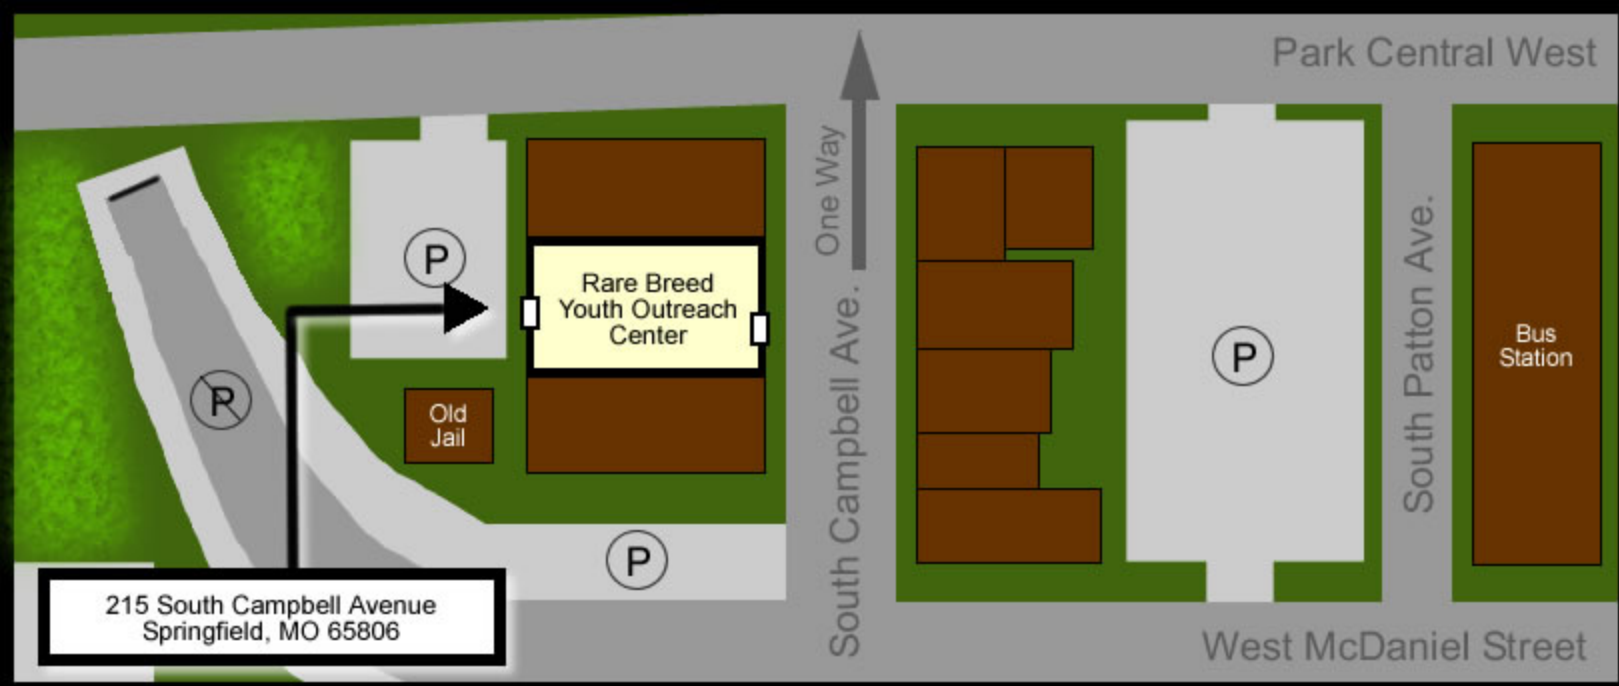 Park Central West
One Way
P
Rare Breed
Youth Outreach
Center
P
Bus
Station
P
Old
Jail
South Campbell Ave.
South Patton Ave.
P
215 South Campbell Avenue
Springfield, MO 65806
West McDaniel Street